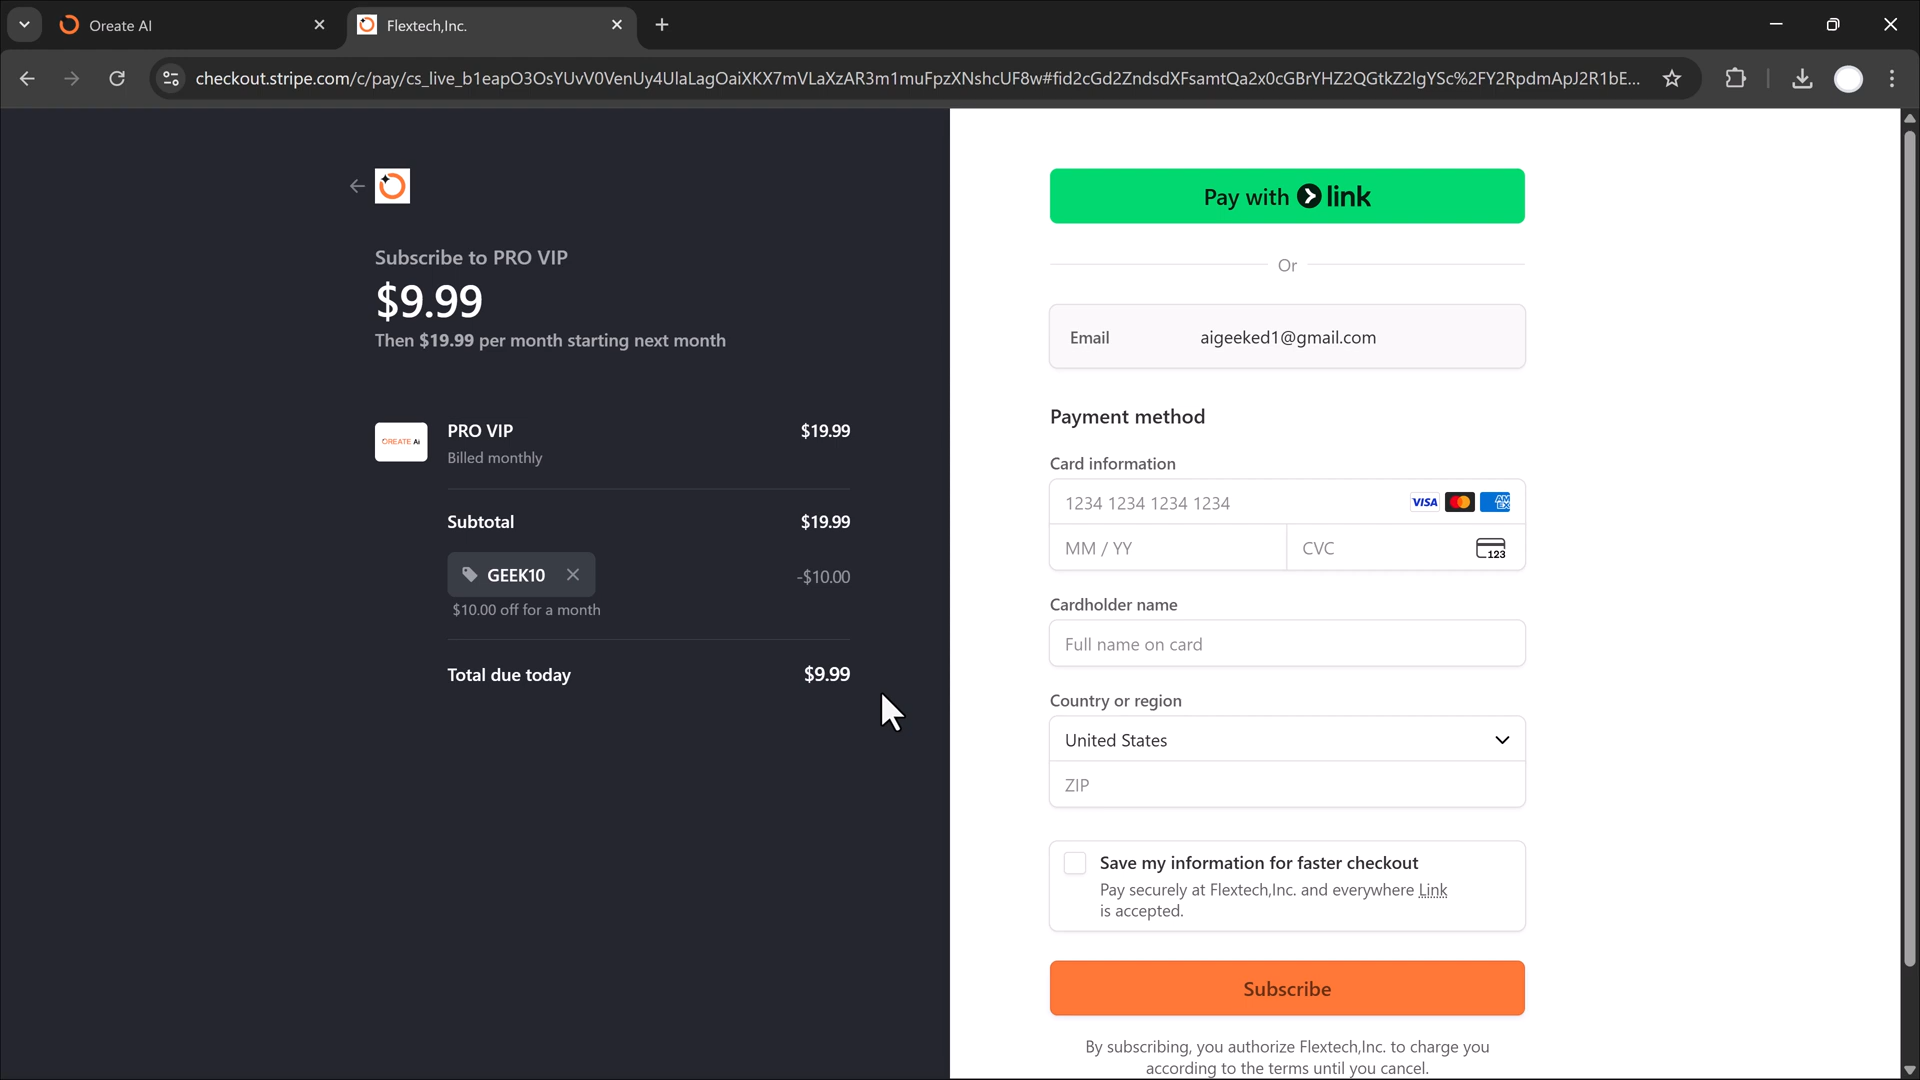 Oreate AI
Flextech,Inc.
checkout.stripe.com/c/pay/cs_live_b1eapO3OsYUvV0VenUy4UlaLagOaiXKX7mVLaXzAR3m1muFpzXNshcUF8w#fid2cGd2ZndsdXFsamtQa2x0cGBrYHZ2QGtkZ2lgYSc%2FY2RpdmApJ2R1bE...
Subscribe to PRO VIP
$9.99
Then $19.99 per month starting next month
OREATE Ai
PRO VIP
$19.99
Billed monthly
Subtotal
$19.99
GEEK10
-$10.00
$10.00 off for a month
Total due today
$9.99
Pay with link
Or
Email
aigeeked1@gmail.com
Payment method
Card information
1234 1234 1234 1234
VISA
AM EX
MM / YY
CVC
123
Cardholder name
Full name on card
Country or region
United States
ZIP
Save my information for faster checkout
Pay securely at Flextech,Inc. and everywhere Link
is accepted.
Subscribe
By subscribing, you authorize Flextech,Inc. to charge you
according to the terms until you cancel.